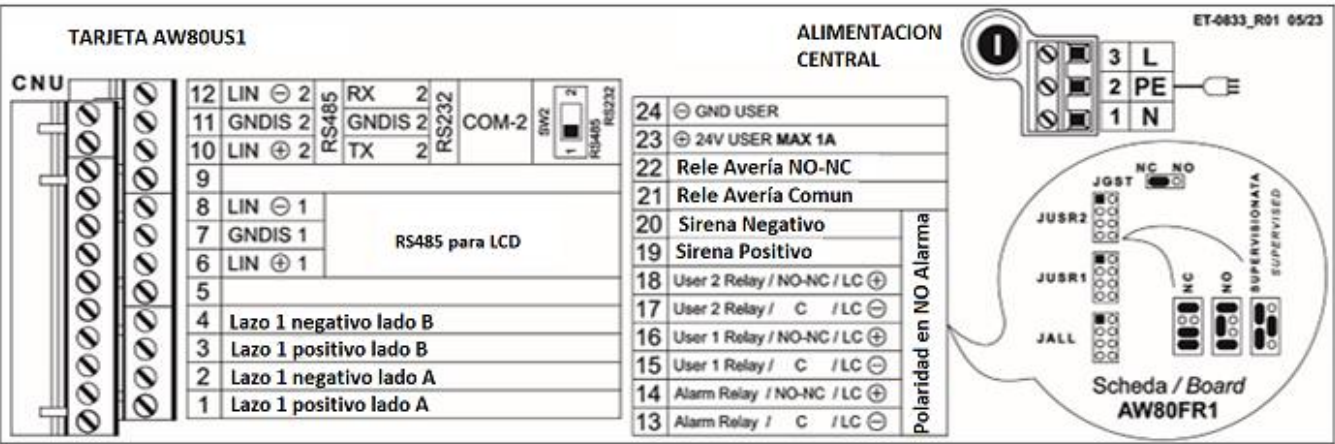 TARJETA AW80US1
CNU
12 LIN ⊖ 2 RS485 RX 2 RS232
11 GNDIS 2 GNDIS 2 COM-2
10 LIN ⊕ 2 TX 2
SW2 1 2 RS485 RS232
9
8 LIN ⊖ 1
7 GNDIS 1 RS485 para LCD
6 LIN ⊕ 1
5
4 Lazo 1 negativo lado B
3 Lazo 1 positivo lado B
2 Lazo 1 negativo lado A
1 Lazo 1 positivo lado A
ALIMENTACION
CENTRAL
24 ⊖ GND USER
23 ⊕ 24V USER MAX 1A
22 Rele Avería NO-NC
21 Rele Avería Comun
20 Sirena Negativo
19 Sirena Positivo
18 User 2 Relay / NO-NC / LC ⊕
17 User 2 Relay / C / LC ⊖
16 User 1 Relay / NO-NC / LC ⊕
15 User 1 Relay / C / LC ⊖
14 Alarm Relay / NO-NC / LC ⊕
13 Alarm Relay / C / LC ⊖
Polaridad en NO Alarma
ET-0833_R01 05/23
3 L
2 PE
1 N
NC NO
JGST
JUSR2
JUSR1
JALL
NC
NO
SUPERVISIONATA
SUPERVISED
Scheda / Board
AW80FR1